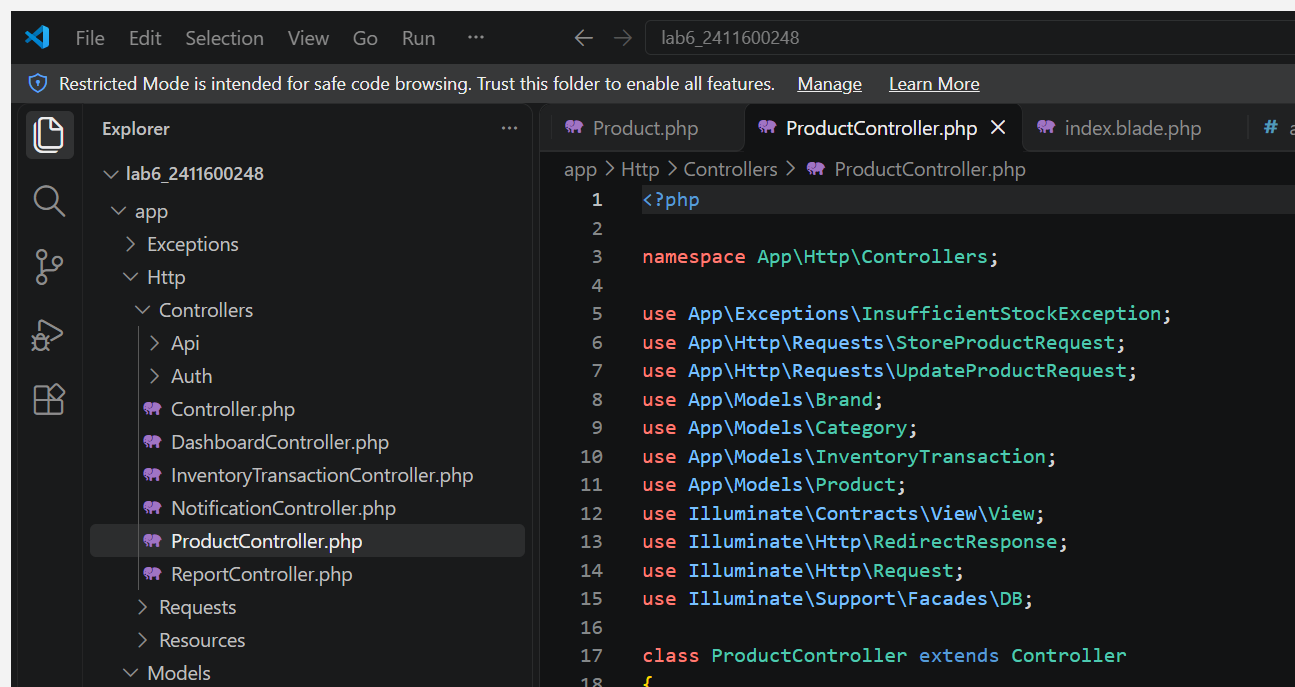 File Edit Selection View Go Run ··· lab6_2411600248
Restricted Mode is intended for safe code browsing. Trust this folder to enable all features. Manage Learn More
Explorer ···
lab6_2411600248
app
Exceptions
Http
Controllers
Api
Auth
Controller.php
DashboardController.php
InventoryTransactionController.php
NotificationController.php
ProductController.php
ReportController.php
Requests
Resources
Models
Product.php ProductController.php index.blade.php # a
app > Http > Controllers > ProductController.php
1 <?php
2
3 namespace App\Http\Controllers;
4
5 use App\Exceptions\InsufficientStockException;
6 use App\Http\Requests\StoreProductRequest;
7 use App\Http\Requests\UpdateProductRequest;
8 use App\Models\Brand;
9 use App\Models\Category;
10 use App\Models\InventoryTransaction;
11 use App\Models\Product;
12 use Illuminate\Contracts\View\View;
13 use Illuminate\Http\RedirectResponse;
14 use Illuminate\Http\Request;
15 use Illuminate\Support\Facades\DB;
16
17 class ProductController extends Controller
18 {